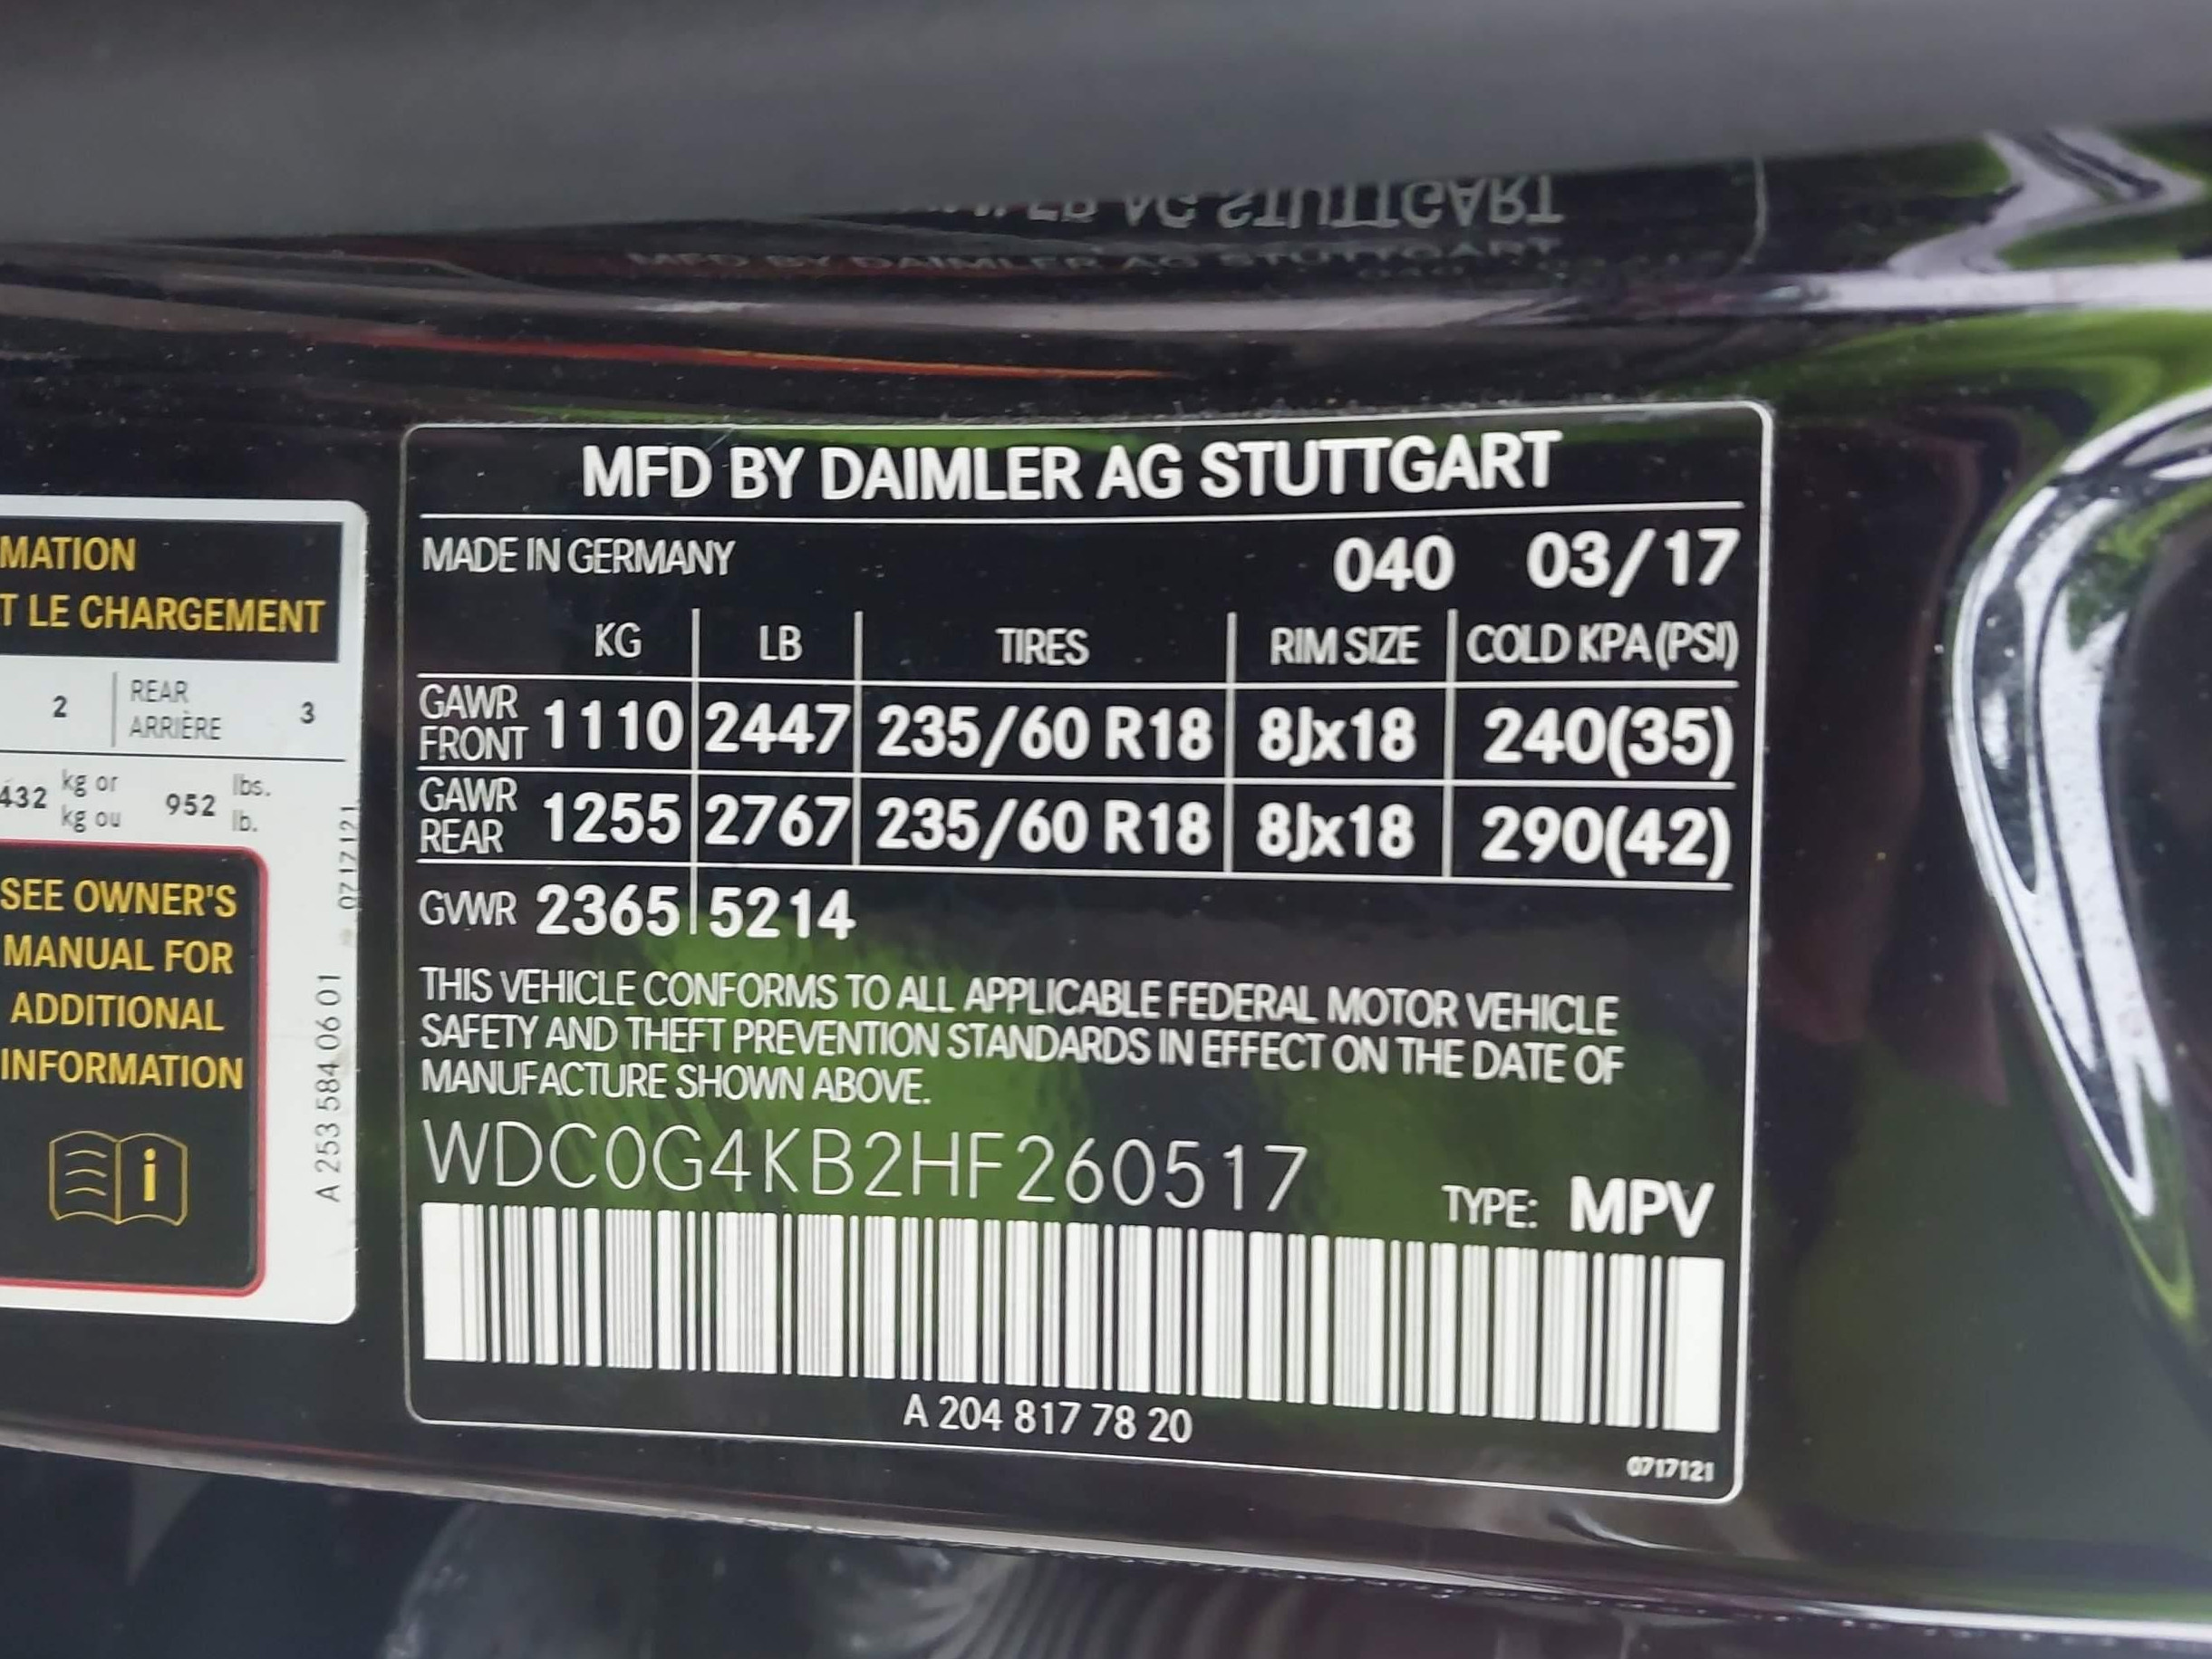 MFD BY DAIMLER AG STUTTGART
MADE IN GERMANY 040 03/17
KG LB TIRES RIM SIZE COLD KPA (PSI)
GAWR FRONT 1110 2447 235/60 R18 8Jx18 240(35)
GAWR REAR 1255 2767 235/60 R18 8Jx18 290(42)
GVWR 2365 5214
THIS VEHICLE CONFORMS TO ALL APPLICABLE FEDERAL MOTOR VEHICLE
SAFETY AND THEFT PREVENTION STANDARDS IN EFFECT ON THE DATE OF
MANUFACTURE SHOWN ABOVE.
WDC0G4KB2HF260517 TYPE: MPV
A 204 817 78 20
0717121
MATION
T LE CHARGEMENT
2 REAR ARRIÈRE 3
432 kg or kg ou 952 lbs. lb.
SEE OWNER'S
MANUAL FOR
ADDITIONAL
INFORMATION
A 253 584 06 01 0717121